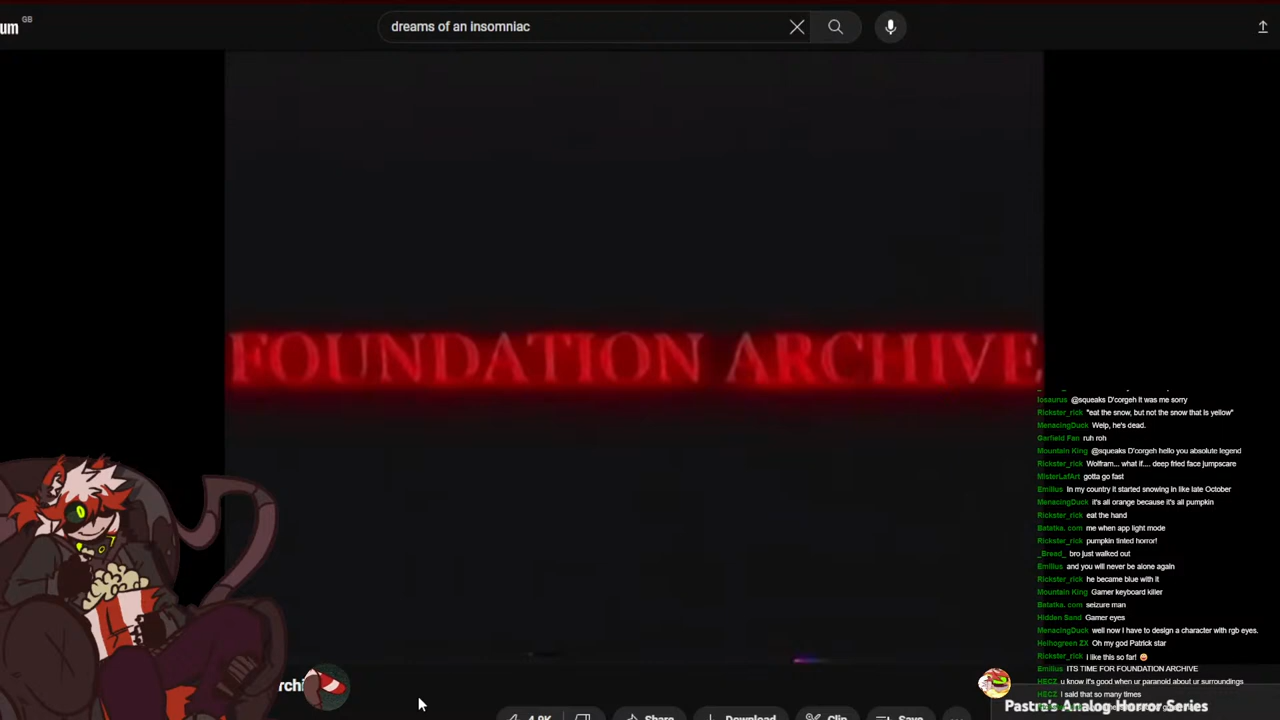 um GB
dreams of an insomniac
FOUNDATION ARCHIVE
Iosaurus @squeaks D'corgeh It was me sorry
Rickster_rick "eat the snow, but not the snow that is yellow"
MenacingDuck Welp, he's dead.
Garfield Fan ruh roh
Mountain King @squeaks D'corgeh hello you absolute legend
Rickster_rick Wolfram... what if.... deep fried face jumpscare
MisterLafArt gotta go fast
Emilius In my country it started snowing in like late October
MenacingDuck it's all orange because it's all pumpkin
Rickster_rick eat the hand
Batatka. com me when app light mode
Rickster_rick pumpkin tinted horror!
_Bread_ bro just walked out
Emilius and you will never be alone again
Rickster_rick he became blue with it
Mountain King Gamer keyboard killer
Batatka. com seizure man
Hidden Sand Gamer eyes
MenacingDuck well now I have to design a character with rgb eyes.
Heihogreen ZX Oh my god Patrick star
Rickster_rick I like this so far!
Emilius ITS TIME FOR FOUNDATION ARCHIVE
HECZ u know it's good when ur paranoid about ur surroundings
HECZ I said that so many times
rchi
Pastra's Analog Horror Series
4.9K Share Download Clip Save